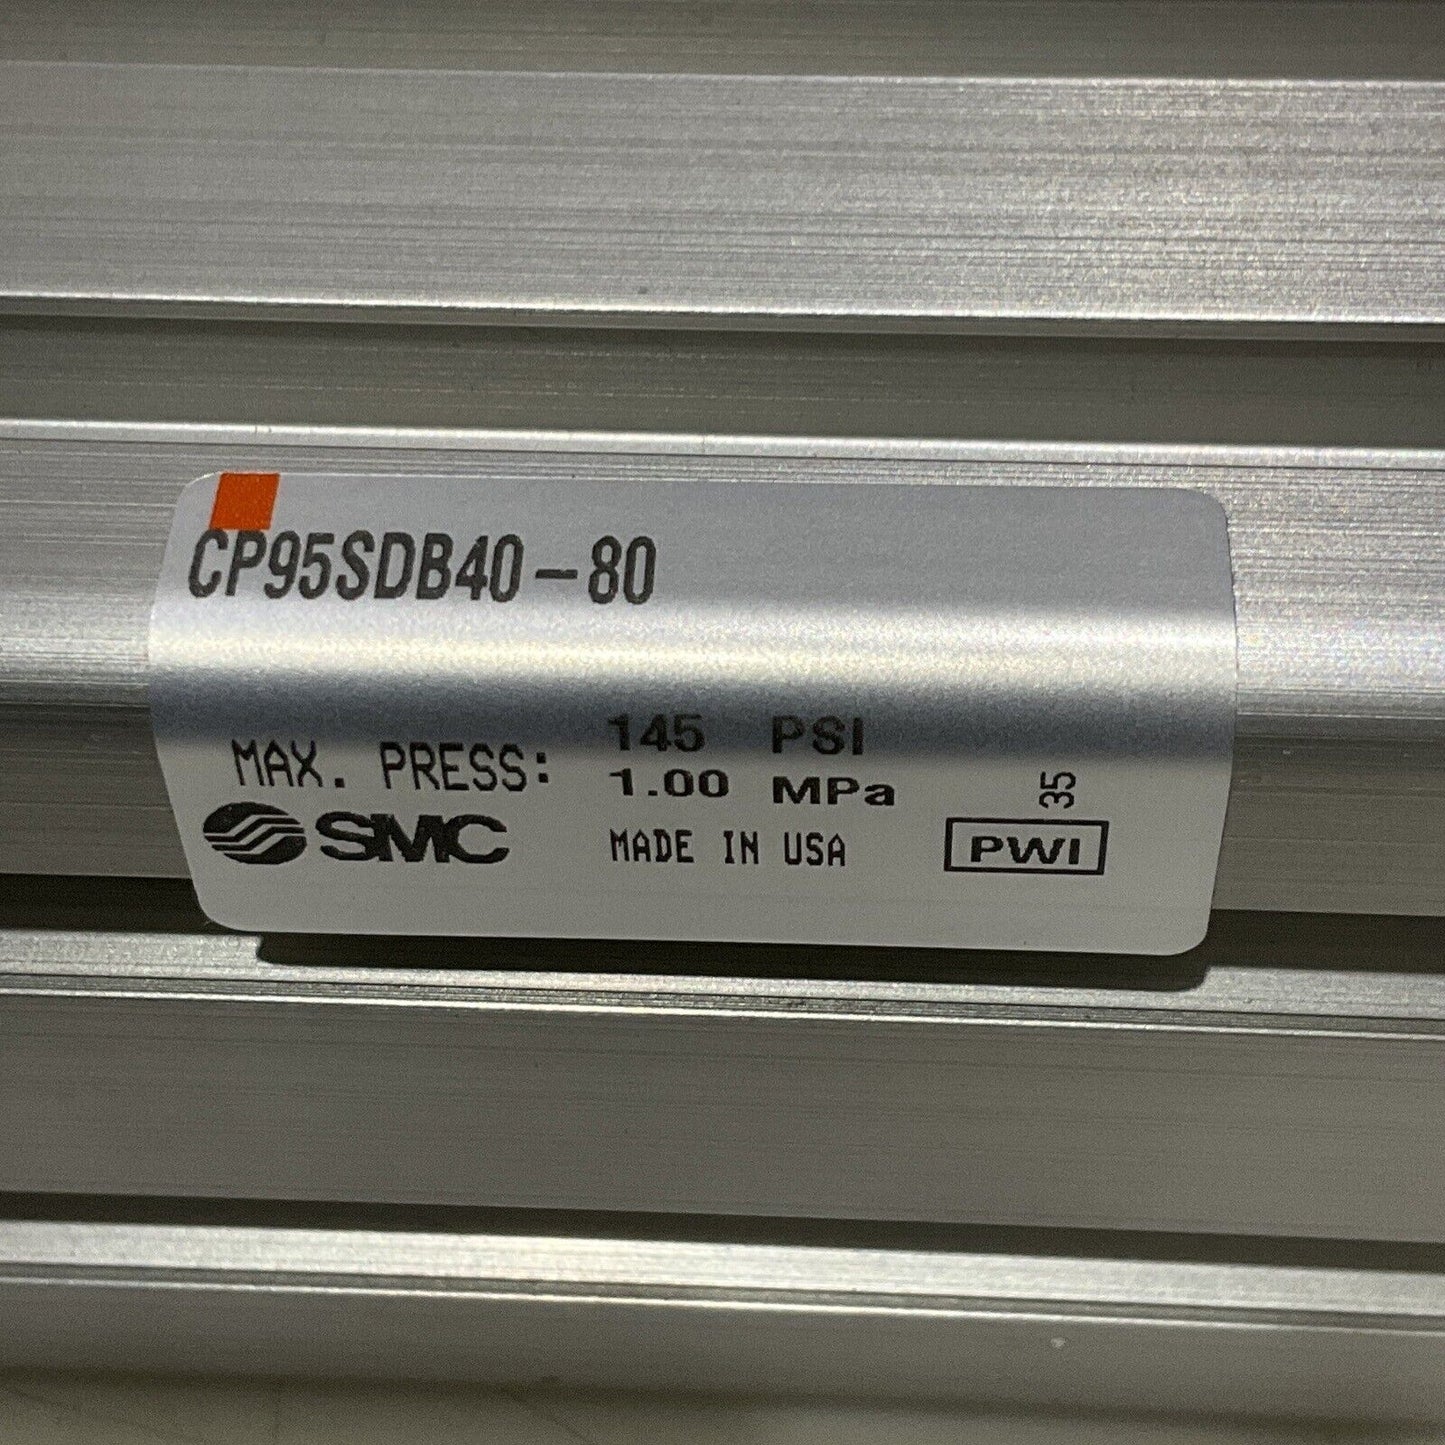 CP95SDB40-80
MAX. PRESS: 145 PSI
1.00 MPa
35
SMC MADE IN USA PWI